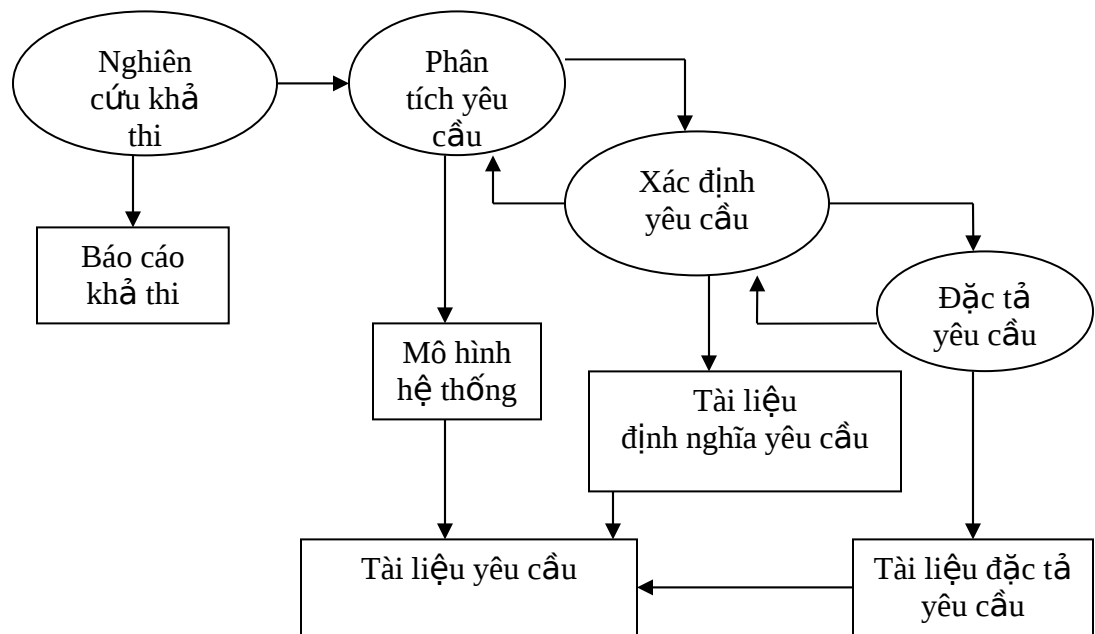 Nghiên
cứu khả
thi
Phân
tích yêu
cầu
Xác định
yêu cầu
Báo cáo
khả thi
Đặc tả
yêu cầu
Mô hình
hệ thống
Tài liệu
định nghĩa yêu cầu
Tài liệu yêu cầu
Tài liệu đặc tả
yêu cầu